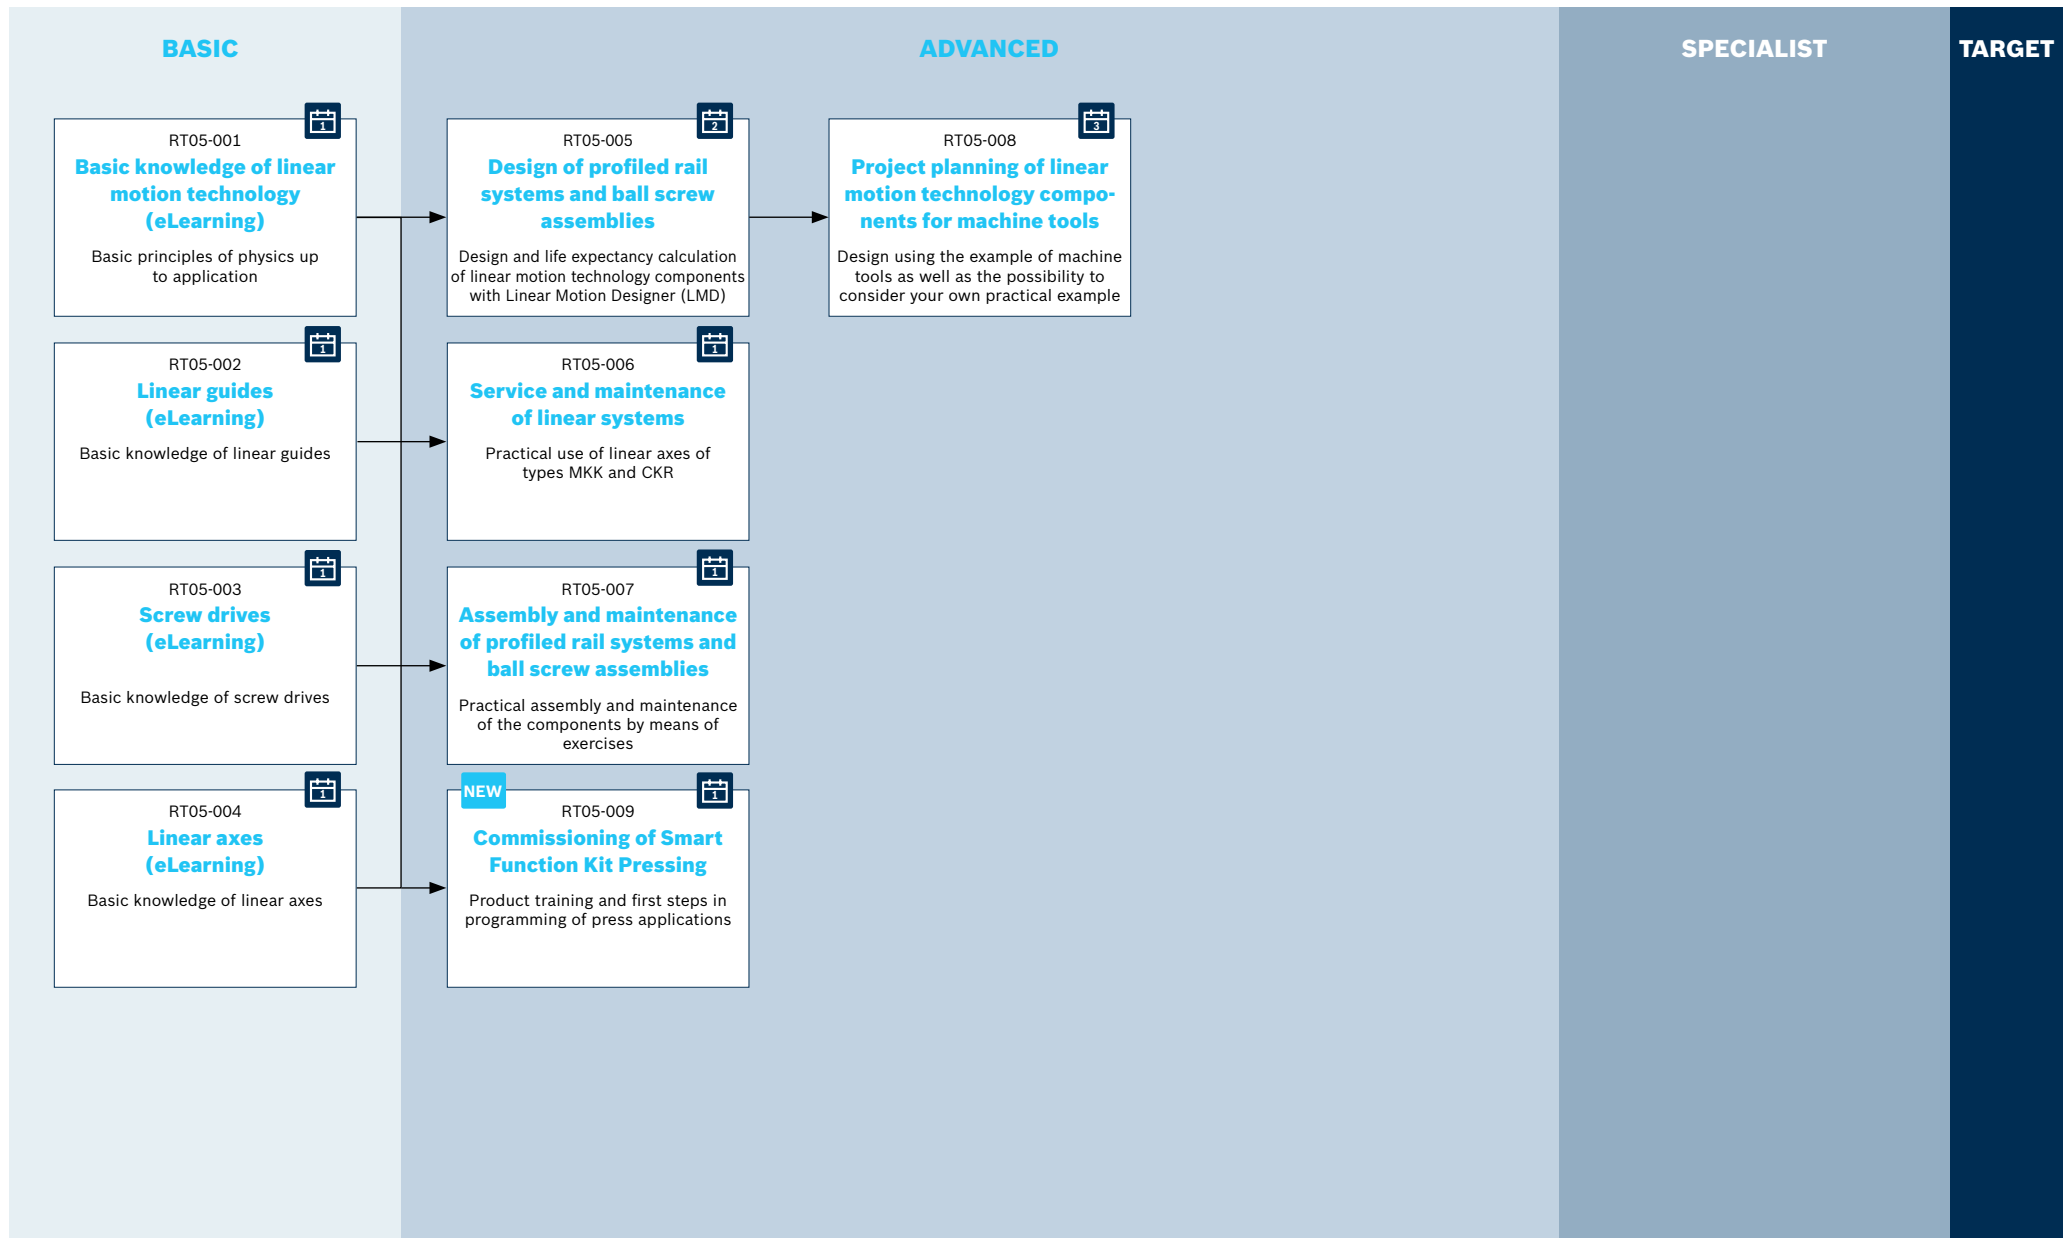 BASIC
ADVANCED
SPECIALIST
TARGET
1
RT05-001
Basic knowledge of linear
motion technology
(eLearning)
Basic principles of physics up
to application
2
RT05-005
Design of profiled rail
systems and ball screw
assemblies
Design and life expectancy calculation
of linear motion technology components
with Linear Motion Designer (LMD)
3
RT05-008
Project planning of linear
motion technology compo-
nents for machine tools
Design using the example of machine
tools as well as the possibility to
consider your own practical example
1
RT05-002
Linear guides
(eLearning)
Basic knowledge of linear guides
1
RT05-006
Service and maintenance
of linear systems
Practical use of linear axes of
types MKK and CKR
1
RT05-003
Screw drives
(eLearning)
Basic knowledge of screw drives
1
RT05-007
Assembly and maintenance
of profiled rail systems and
ball screw assemblies
Practical assembly and maintenance
of the components by means of
exercises
1
RT05-004
Linear axes
(eLearning)
Basic knowledge of linear axes
NEW
1
RT05-009
Commissioning of Smart
Function Kit Pressing
Product training and first steps in
programming of press applications